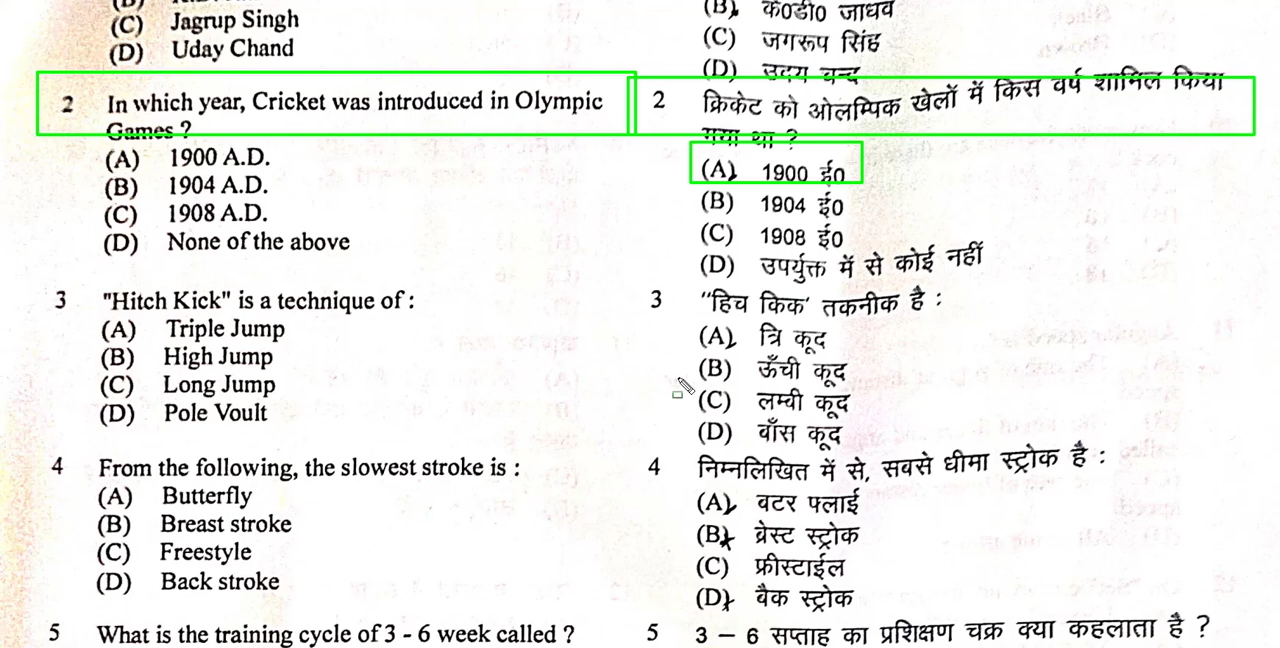 (C) Jagrup Singh
(D) Uday Chand
2 In which year, Cricket was introduced in Olympic
Games ?
(A) 1900 A.D.
(B) 1904 A.D.
(C) 1908 A.D.
(D) None of the above
3 "Hitch Kick" is a technique of :
(A) Triple Jump
(B) High Jump
(C) Long Jump
(D) Pole Voult
4 From the following, the slowest stroke is :
(A) Butterfly
(B) Breast stroke
(C) Freestyle
(D) Back stroke
5 What is the training cycle of 3 - 6 week called ?
(B) के0डी0 जाधव
(C) जगरूप सिंह
(D) उदय चन्द
2 क्रिकेट को ओलम्पिक खेलों में किस वर्ष शामिल किया
गया था ?
(A) 1900 ई0
(B) 1904 ई0
(C) 1908 ई0
(D) उपर्युक्त में से कोई नहीं
3 “हिच किक’ तकनीक है :
(A) त्रि कूद
(B) ऊँची कूद
(C) लम्बी कूद
(D) बाँस कूद
4 निम्नलिखित में से, सबसे धीमा स्ट्रोक है :
(A) बटर फ्लाई
(B) ब्रेस्ट स्ट्रोक
(C) फ्रीस्टाईल
(D) बैक स्ट्रोक
5 3 – 6 सप्ताह का प्रशिक्षण चक्र क्या कहलाता है ?